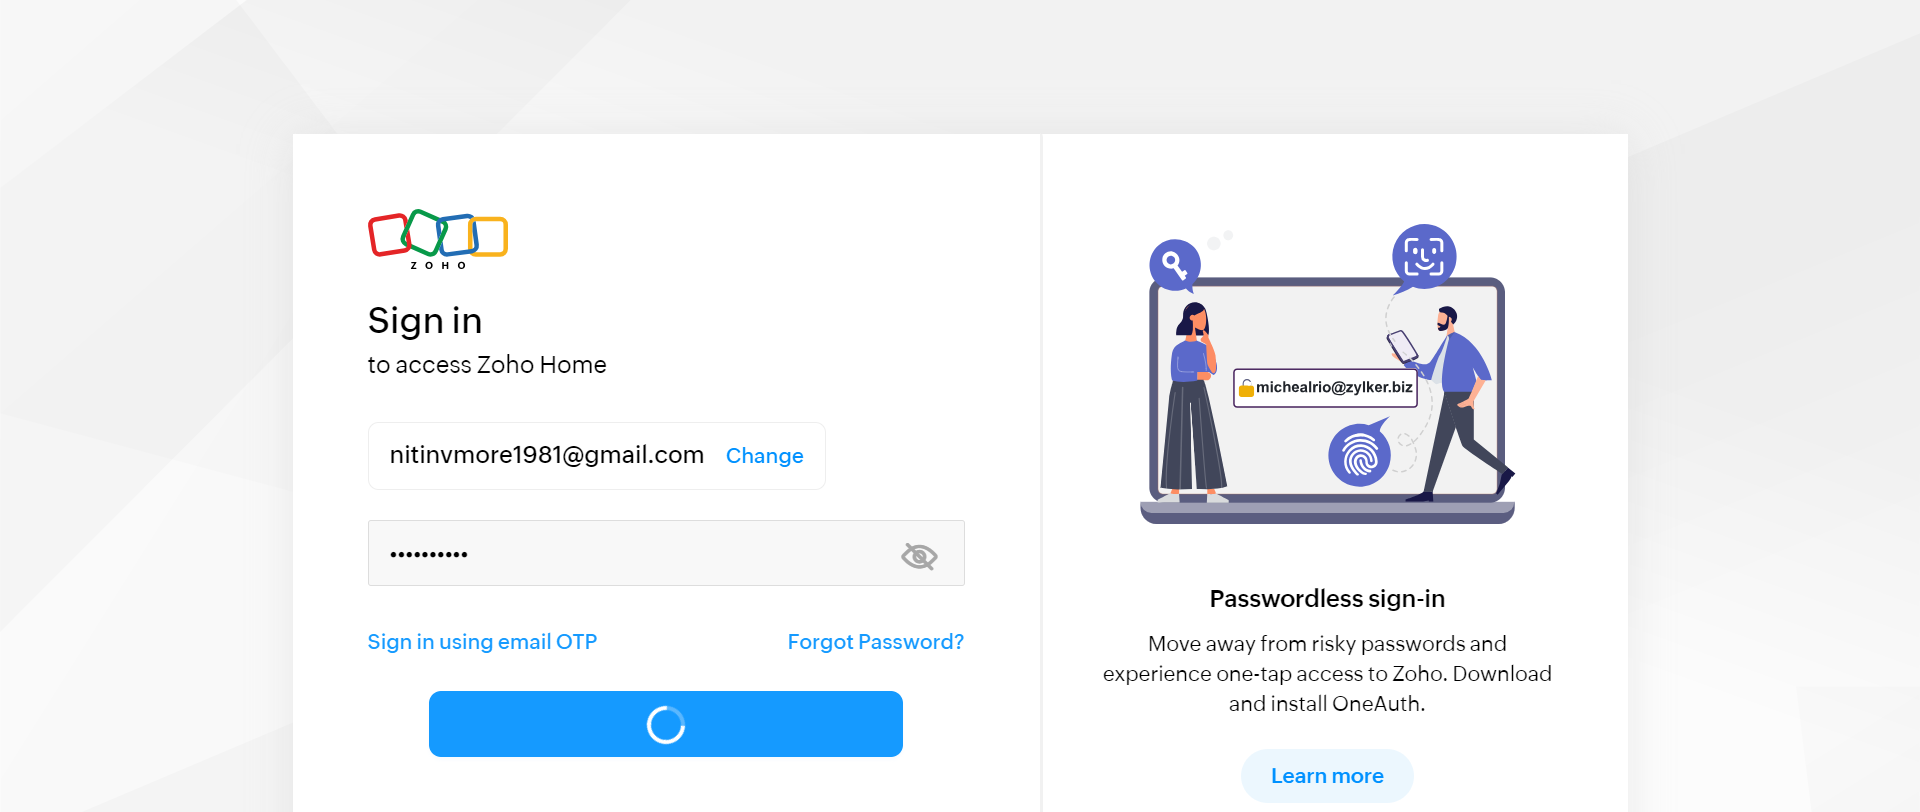 ZOHO
Sign in
to access Zoho Home
nitinvmore1981@gmail.com Change
••••••••••
Sign in using email OTP Forgot Password?
michealrio@zylker.biz
Passwordless sign-in
Move away from risky passwords and
experience one-tap access to Zoho. Download
and install OneAuth.
Learn more